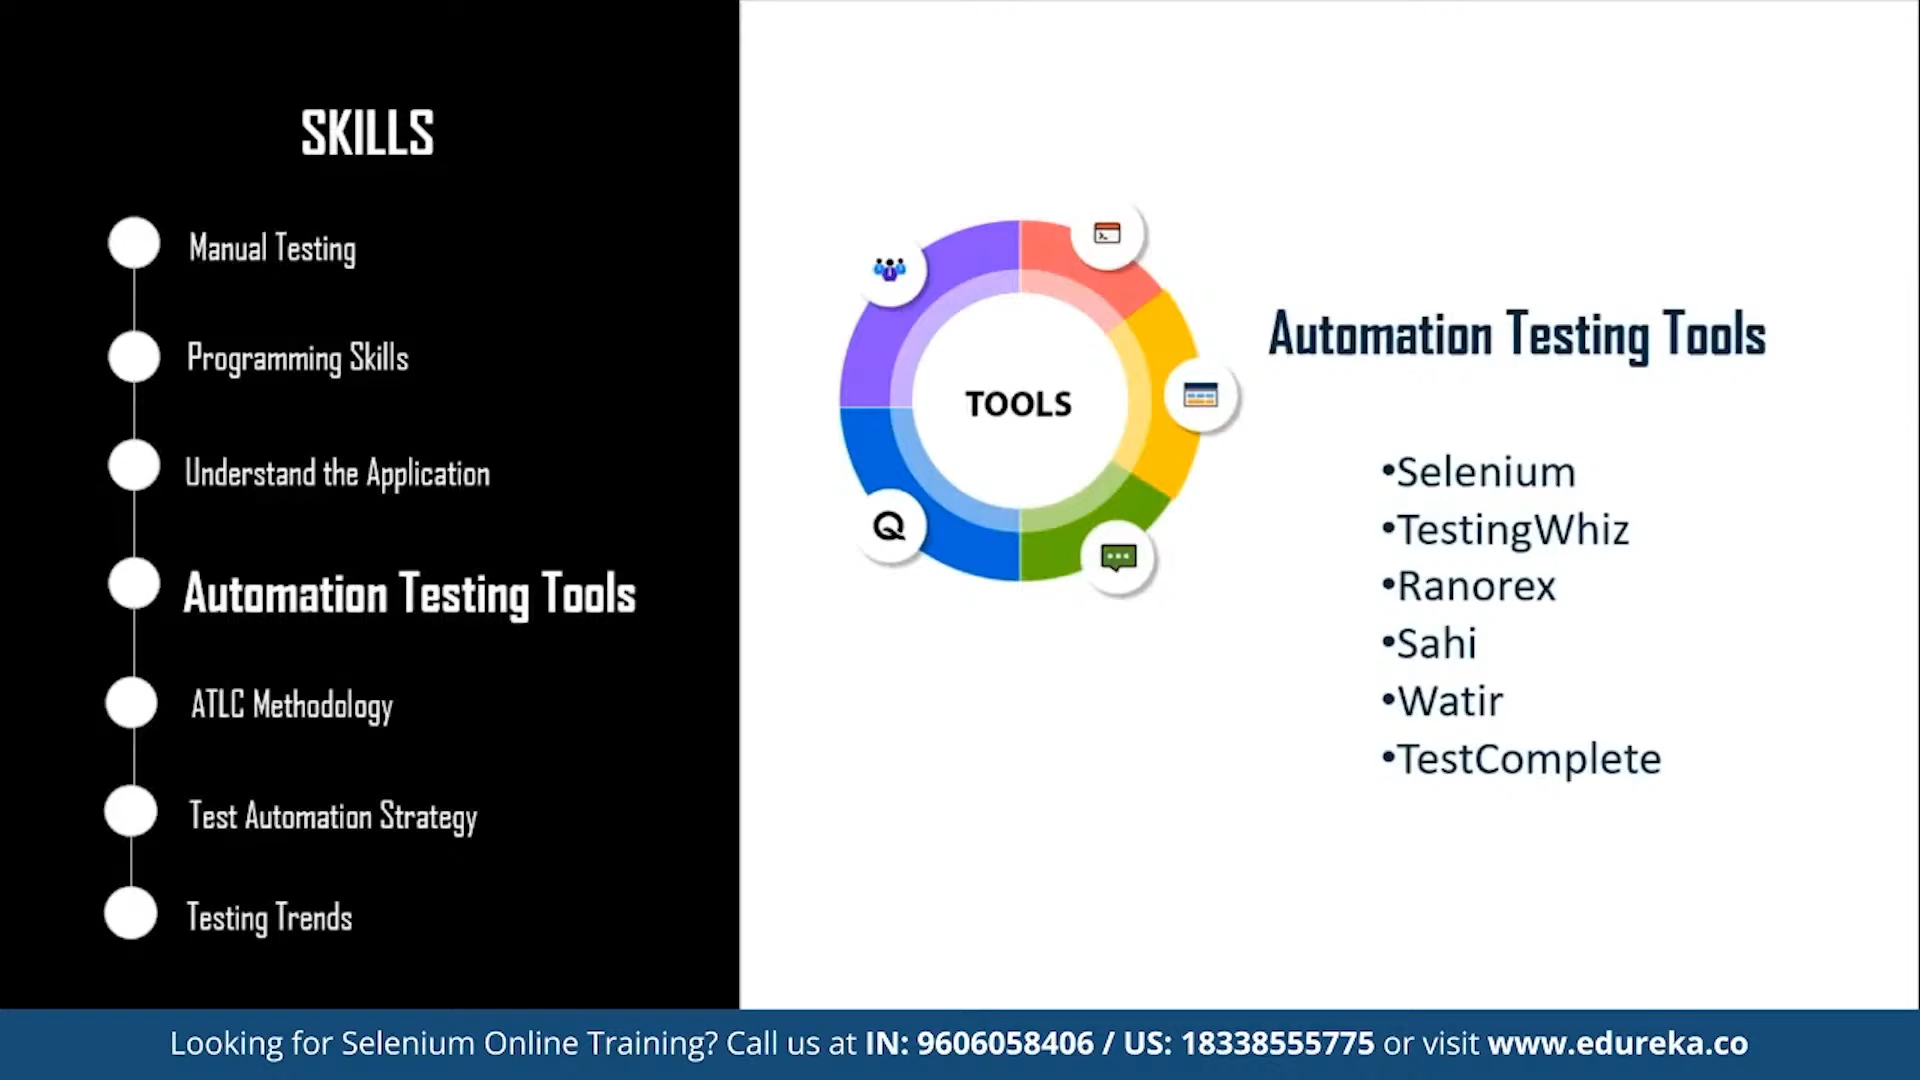 SKILLS
Manual Testing
Programming Skills
Understand the Application
Automation Testing Tools
ATLC Methodology
Test Automation Strategy
Testing Trends
TOOLS
Q
Automation Testing Tools
•Selenium
•TestingWhiz
•Ranorex
•Sahi
•Watir
•TestComplete
Looking for Selenium Online Training? Call us at IN: 9606058406 / US: 18338555775 or visit www.edureka.co